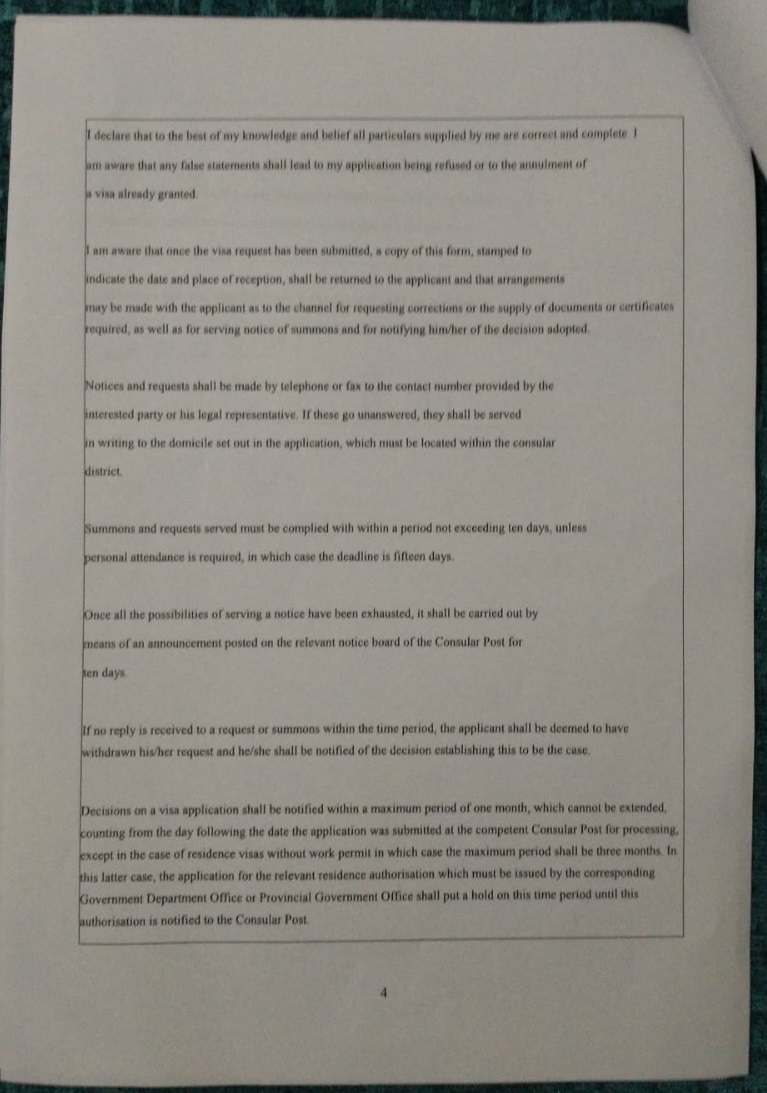 I declare that to the best of my knowledge and belief all particulars supplied by me are correct and complete. I
am aware that any false statements shall lead to my application being refused or to the annulment of
a visa already granted.
I am aware that once the visa request has been submitted, a copy of this form, stamped to
indicate the date and place of reception, shall be returned to the applicant and that arrangements
may be made with the applicant as to the channel for requesting corrections or the supply of documents or certificates
required, as well as for serving notice of summons and for notifying him/her of the decision adopted.
Notices and requests shall be made by telephone or fax to the contact number provided by the
interested party or his legal representative. If these go unanswered, they shall be served
in writing to the domicile set out in the application, which must be located within the consular
district.
Summons and requests served must be complied with within a period not exceeding ten days, unless
personal attendance is required, in which case the deadline is fifteen days.
Once all the possibilities of serving a notice have been exhausted, it shall be carried out by
means of an announcement posted on the relevant notice board of the Consular Post for
ten days.
If no reply is received to a request or summons within the time period, the applicant shall be deemed to have
withdrawn his/her request and he/she shall be notified of the decision establishing this to be the case.
Decisions on a visa application shall be notified within a maximum period of one month, which cannot be extended,
counting from the day following the date the application was submitted at the competent Consular Post for processing,
except in the case of residence visas without work permit in which case the maximum period shall be three months. In
this latter case, the application for the relevant residence authorisation which must be issued by the corresponding
Government Department Office or Provincial Government Office shall put a hold on this time period until this
authorisation is notified to the Consular Post.
4